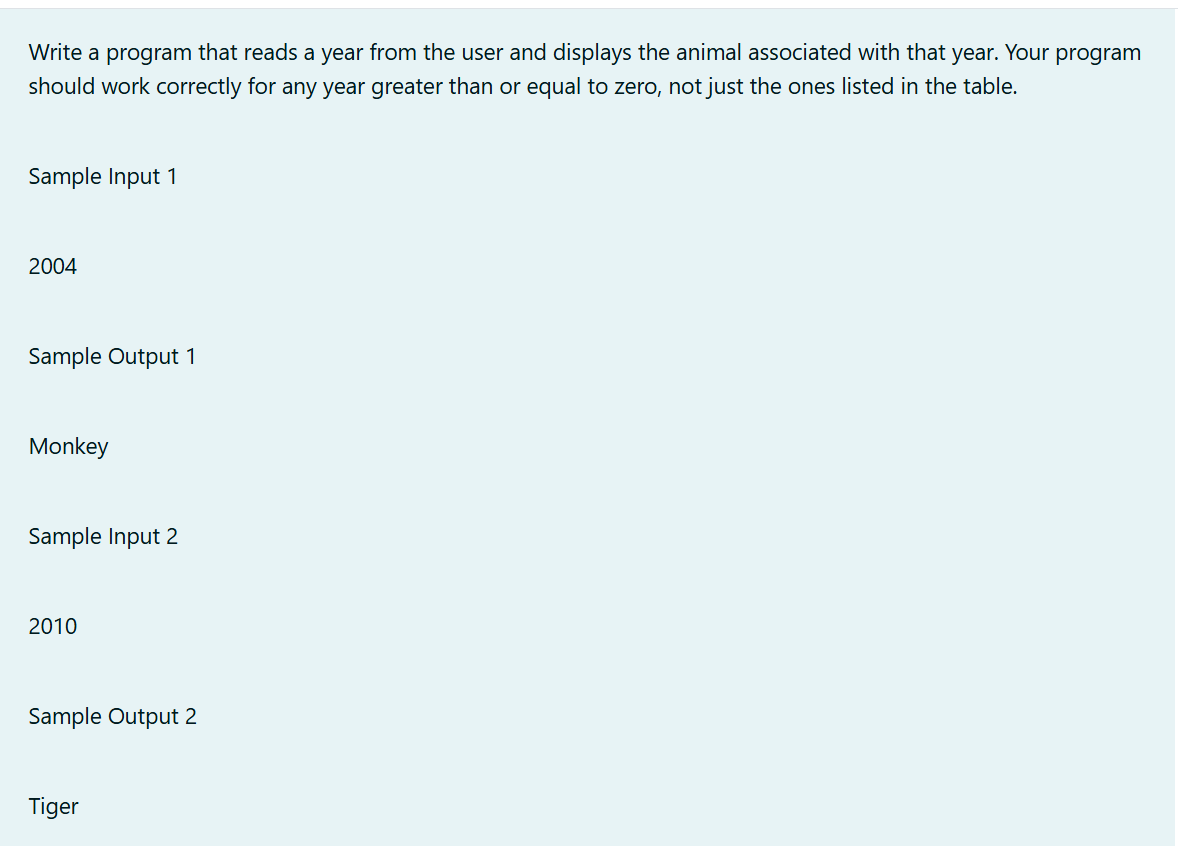 Write a program that reads a year from the user and displays the animal associated with that year. Your program
should work correctly for any year greater than or equal to zero, not just the ones listed in the table.
Sample Input 1
2004
Sample Output 1
Monkey
Sample Input 2
2010
Sample Output 2
Tiger